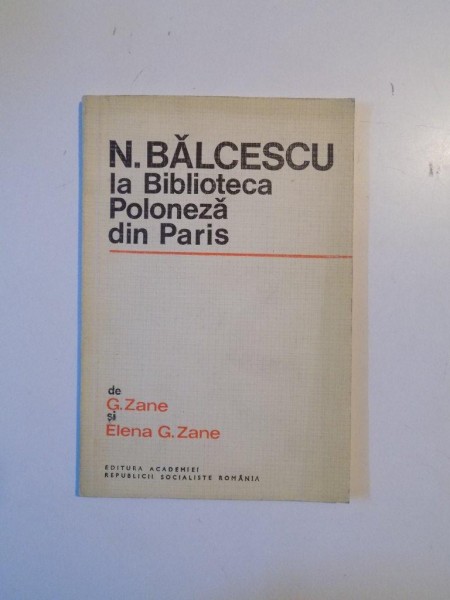 N. BĂLCESCU
la Biblioteca
Poloneză
din Paris
de
G. Zane
și
Elena G. Zane
EDITURA ACADEMIEI
REPUBLICII SOCIALISTE ROMÂNIA